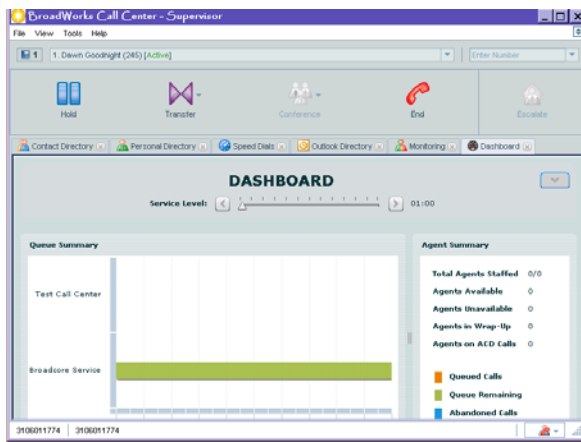 BroadWorks Call Center - Supervisor
File View Tools Help
1 1. Dawn Goodnight (245) [Active] Enter Number
Hold Transfer Conference End Escalate
Contact Directory Personal Directory Speed Dials Outlook Directory Monitoring Dashboard
DASHBOARD
Service Level: 01:00
Queue Summary
Test Call Center
Broadcore Service
Agent Summary
Total Agents Staffed 0/0
Agents Available 0
Agents Unavailable 0
Agents in Wrap-Up 0
Agents on ACD Calls 0
Queued Calls
Queue Remaining
Abandoned Calls
3106011774 3106011774